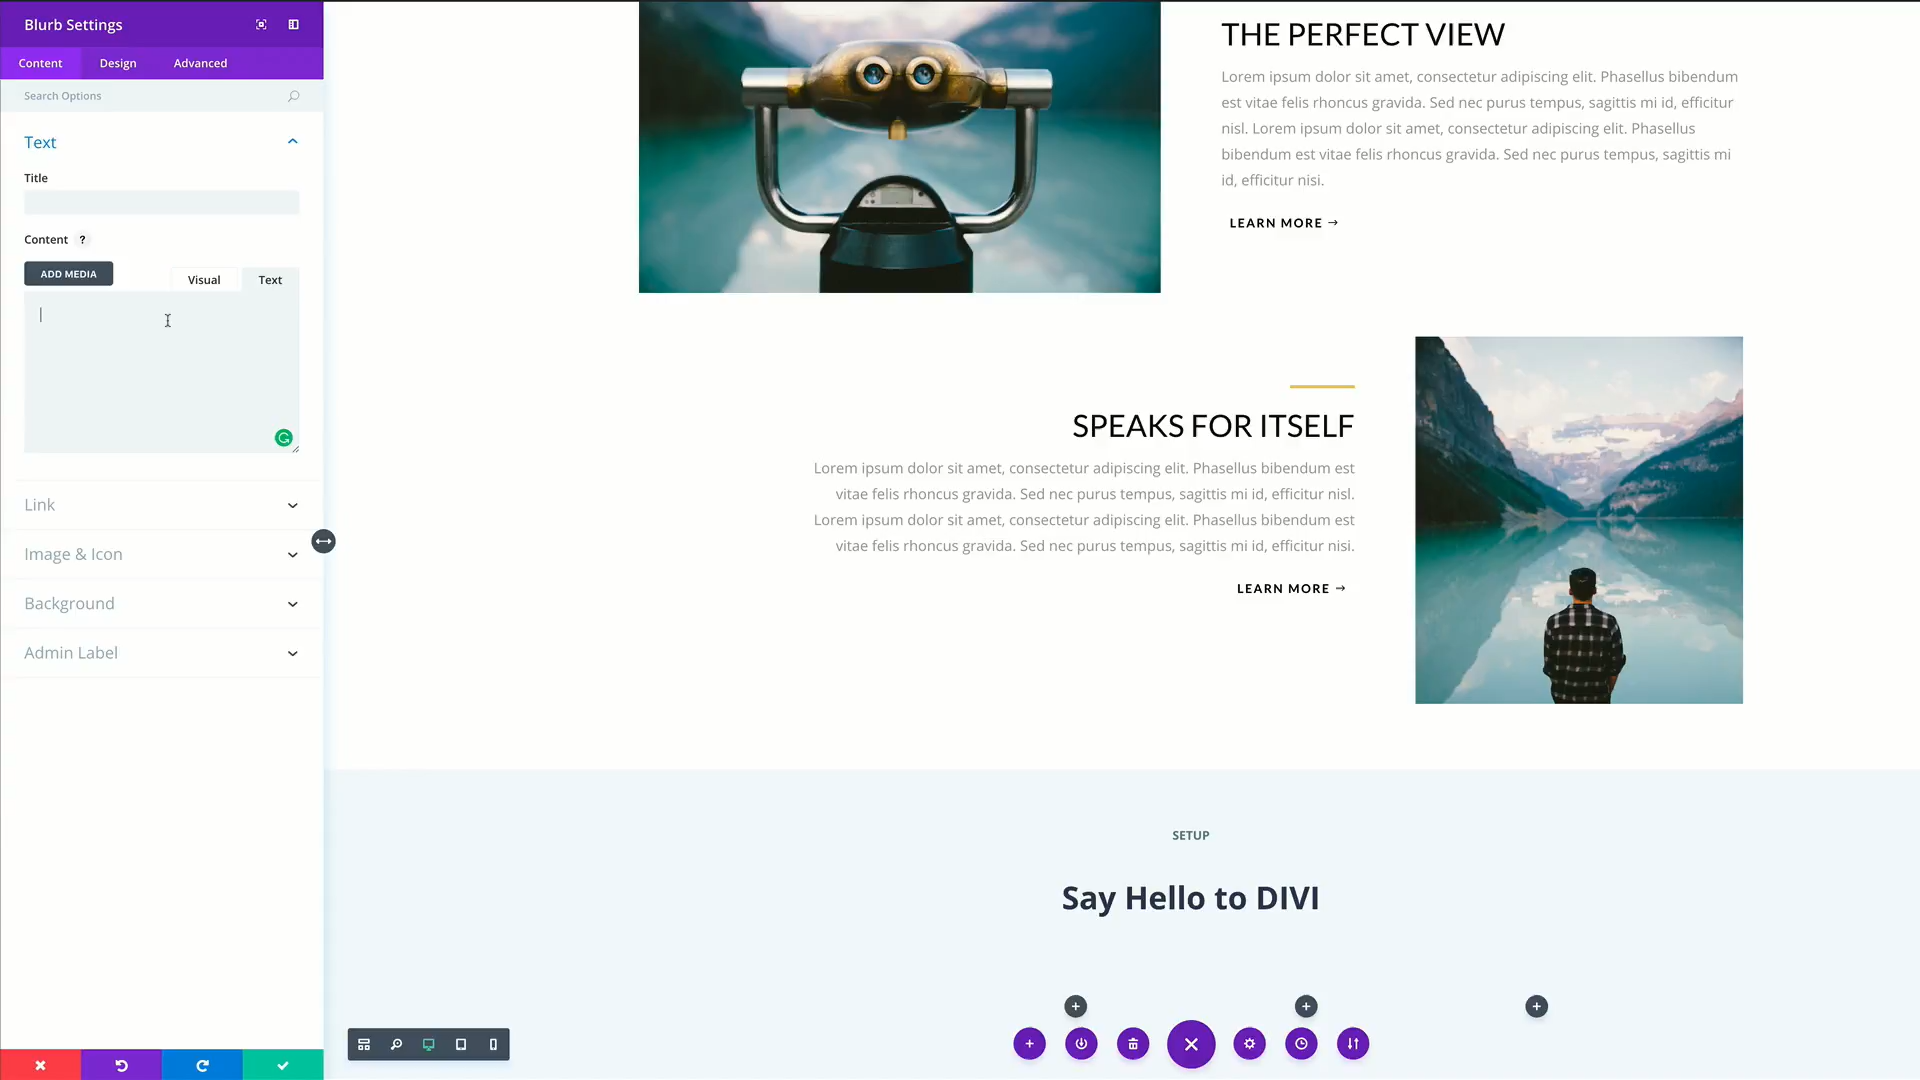 Blurb Settings
Content
Design
Advanced
Search Options
Text
Title
Content ?
ADD MEDIA
Visual
Text
Link
Image & Icon
Background
Admin Label
THE PERFECT VIEW
Lorem ipsum dolor sit amet, consectetur adipiscing elit. Phasellus bibendum
est vitae felis rhoncus gravida. Sed nec purus tempus, sagittis mi id, efficitur
nisl. Lorem ipsum dolor sit amet, consectetur adipiscing elit. Phasellus
bibendum est vitae felis rhoncus gravida. Sed nec purus tempus, sagittis mi
id, efficitur nisi.
LEARN MORE →
SPEAKS FOR ITSELF
Lorem ipsum dolor sit amet, consectetur adipiscing elit. Phasellus bibendum est
vitae felis rhoncus gravida. Sed nec purus tempus, sagittis mi id, efficitur nisl.
Lorem ipsum dolor sit amet, consectetur adipiscing elit. Phasellus bibendum est
vitae felis rhoncus gravida. Sed nec purus tempus, sagittis mi id, efficitur nisi.
LEARN MORE →
SETUP
Say Hello to DIVI